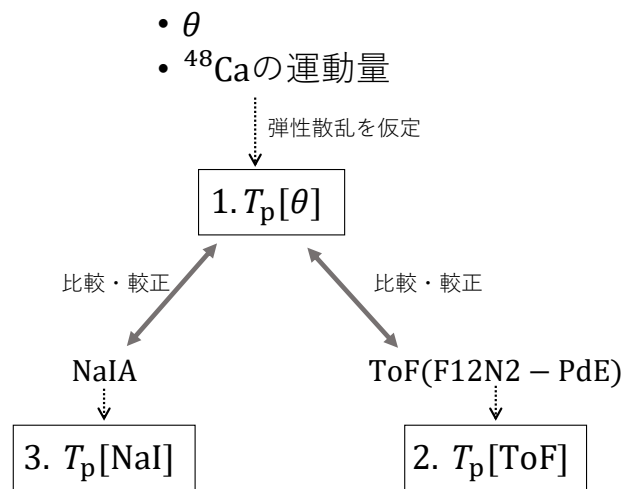 • θ
• ⁴⁸Caの運動量
弾性散乱を仮定
1. Tₚ[θ]
比較・較正
比較・較正
NaIA
ToF(F12N2 − PdE)
3. Tₚ[NaI]
2. Tₚ[ToF]